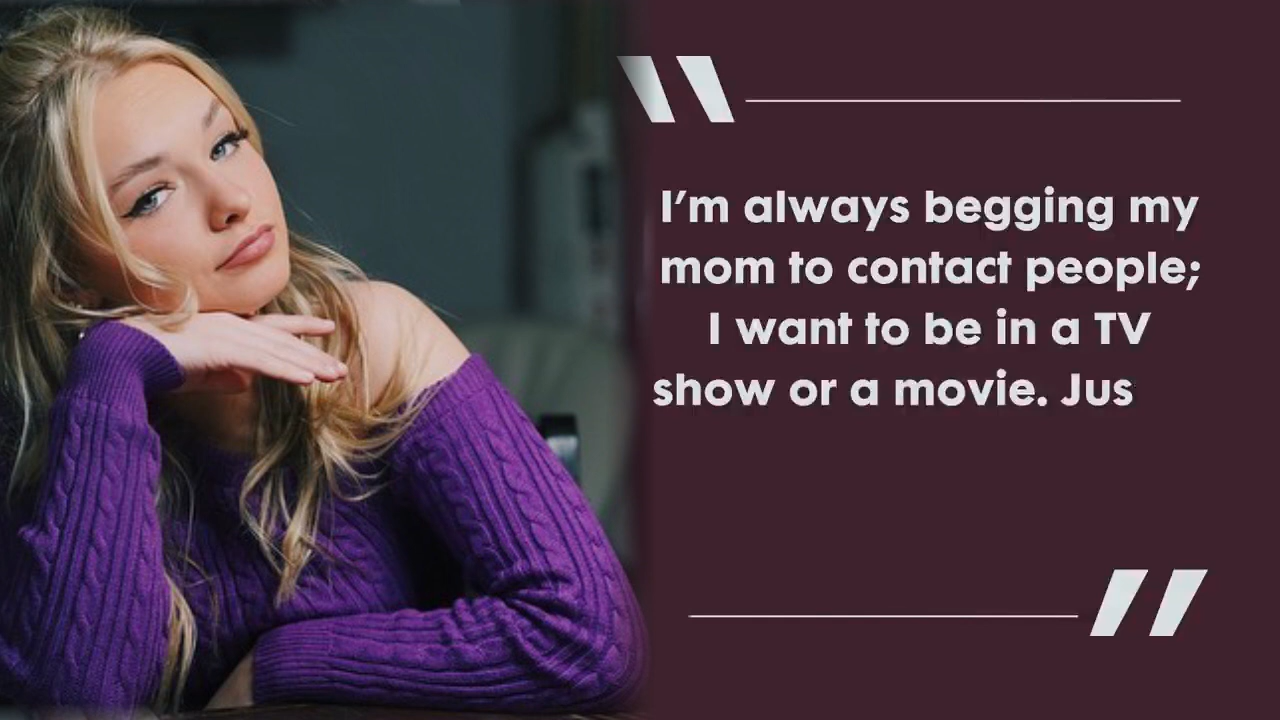 I’m always begging my
mom to contact people;
I want to be in a TV
show or a movie. Jus